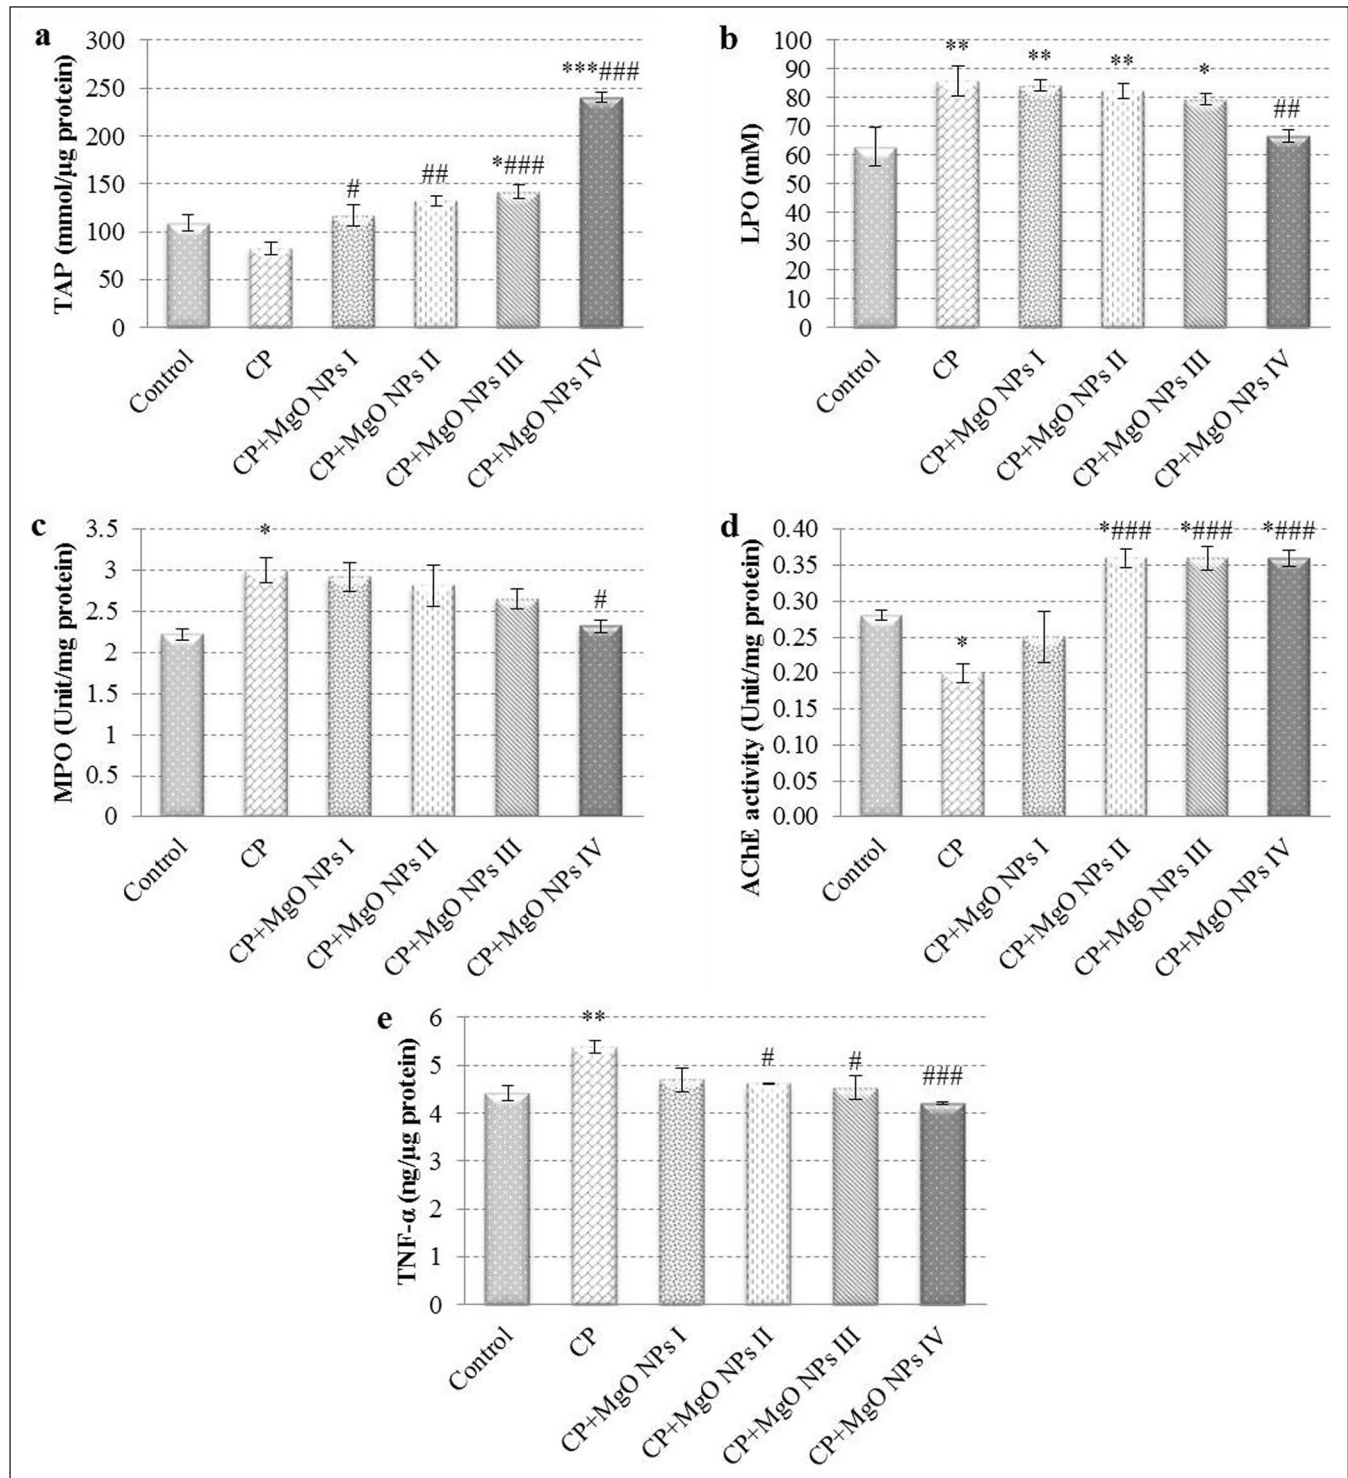 a
TAP (mmol/µg protein)
300
250
200
150
100
50
0
#
##
*###
***###
Control
CP
CP+MgO NPs I
CP+MgO NPs II
CP+MgO NPs III
CP+MgO NPs IV
b
LPO (mM)
100
90
80
70
60
50
40
30
20
10
0
**
**
**
*
##
Control
CP
CP+MgO NPs I
CP+MgO NPs II
CP+MgO NPs III
CP+MgO NPs IV
c
MPO (Unit/mg protein)
3.5
3
2.5
2
1.5
1
0.5
0
*
#
Control
CP
CP+MgO NPs I
CP+MgO NPs II
CP+MgO NPs III
CP+MgO NPs IV
d
AChE activity (Unit/mg protein)
0.40
0.35
0.30
0.25
0.20
0.15
0.10
0.05
0.00
*
*###
*###
*###
Control
CP
CP+MgO NPs I
CP+MgO NPs II
CP+MgO NPs III
CP+MgO NPs IV
e
TNF-α (ng/µg protein)
6
5
4
3
2
1
0
**
#
#
###
Control
CP
CP+MgO NPs I
CP+MgO NPs II
CP+MgO NPs III
CP+MgO NPs IV